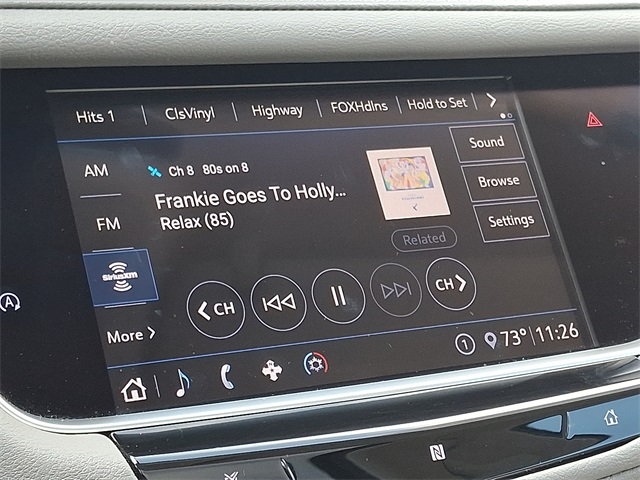 Hits 1 ClsVinyl Highway FOXHdlns Hold to Set
AM
Ch 8 80s on 8
Sound
Frankie Goes To Holly...
Browse
FM
Relax (85)
Settings
Related
SiriusXM
CH
CH
More
1 73° 11:26
A
N